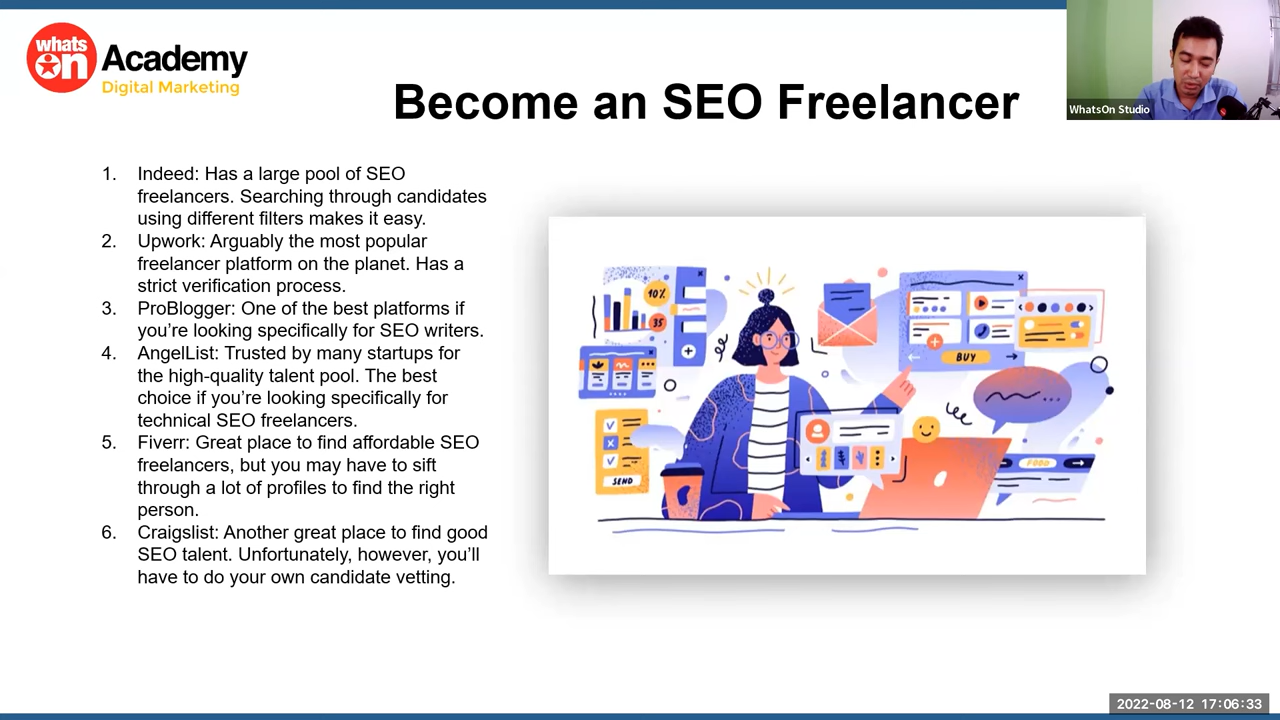 whats
on
Academy
Digital Marketing
Become an SEO Freelancer
WhatsOn Studio
1. Indeed: Has a large pool of SEO
freelancers. Searching through candidates
using different filters makes it easy.
2. Upwork: Arguably the most popular
freelancer platform on the planet. Has a
strict verification process.
3. ProBlogger: One of the best platforms if
you’re looking specifically for SEO writers.
4. AngelList: Trusted by many startups for
the high-quality talent pool. The best
choice if you’re looking specifically for
technical SEO freelancers.
5. Fiverr: Great place to find affordable SEO
freelancers, but you may have to sift
through a lot of profiles to find the right
person.
6. Craigslist: Another great place to find good
SEO talent. Unfortunately, however, you’ll
have to do your own candidate vetting.
10%
35
BUY
FOOD
SEND
2022-08-12 17:06:33